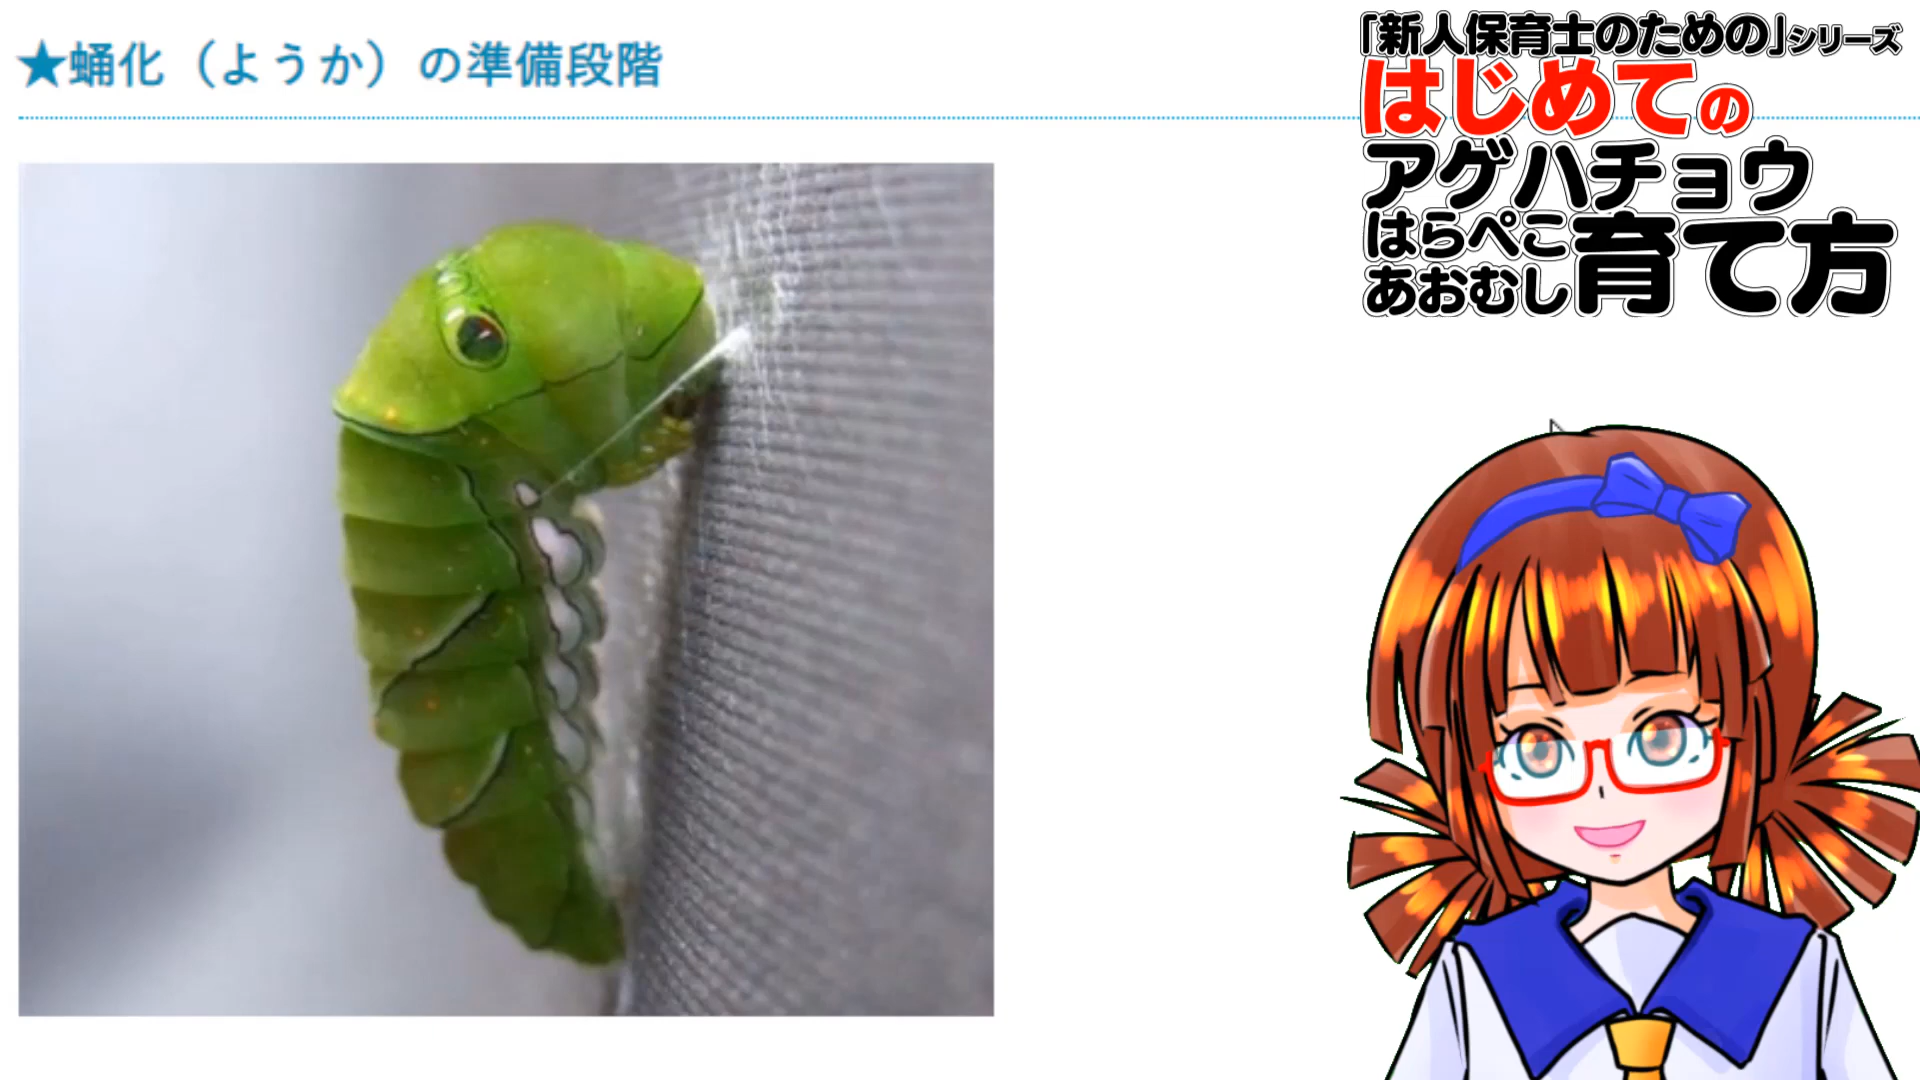 ★蛹化（ようか）の準備段階
「新人保育士のための」シリーズ
はじめての
アゲハチョウ
はらぺこ
あおむし育て方